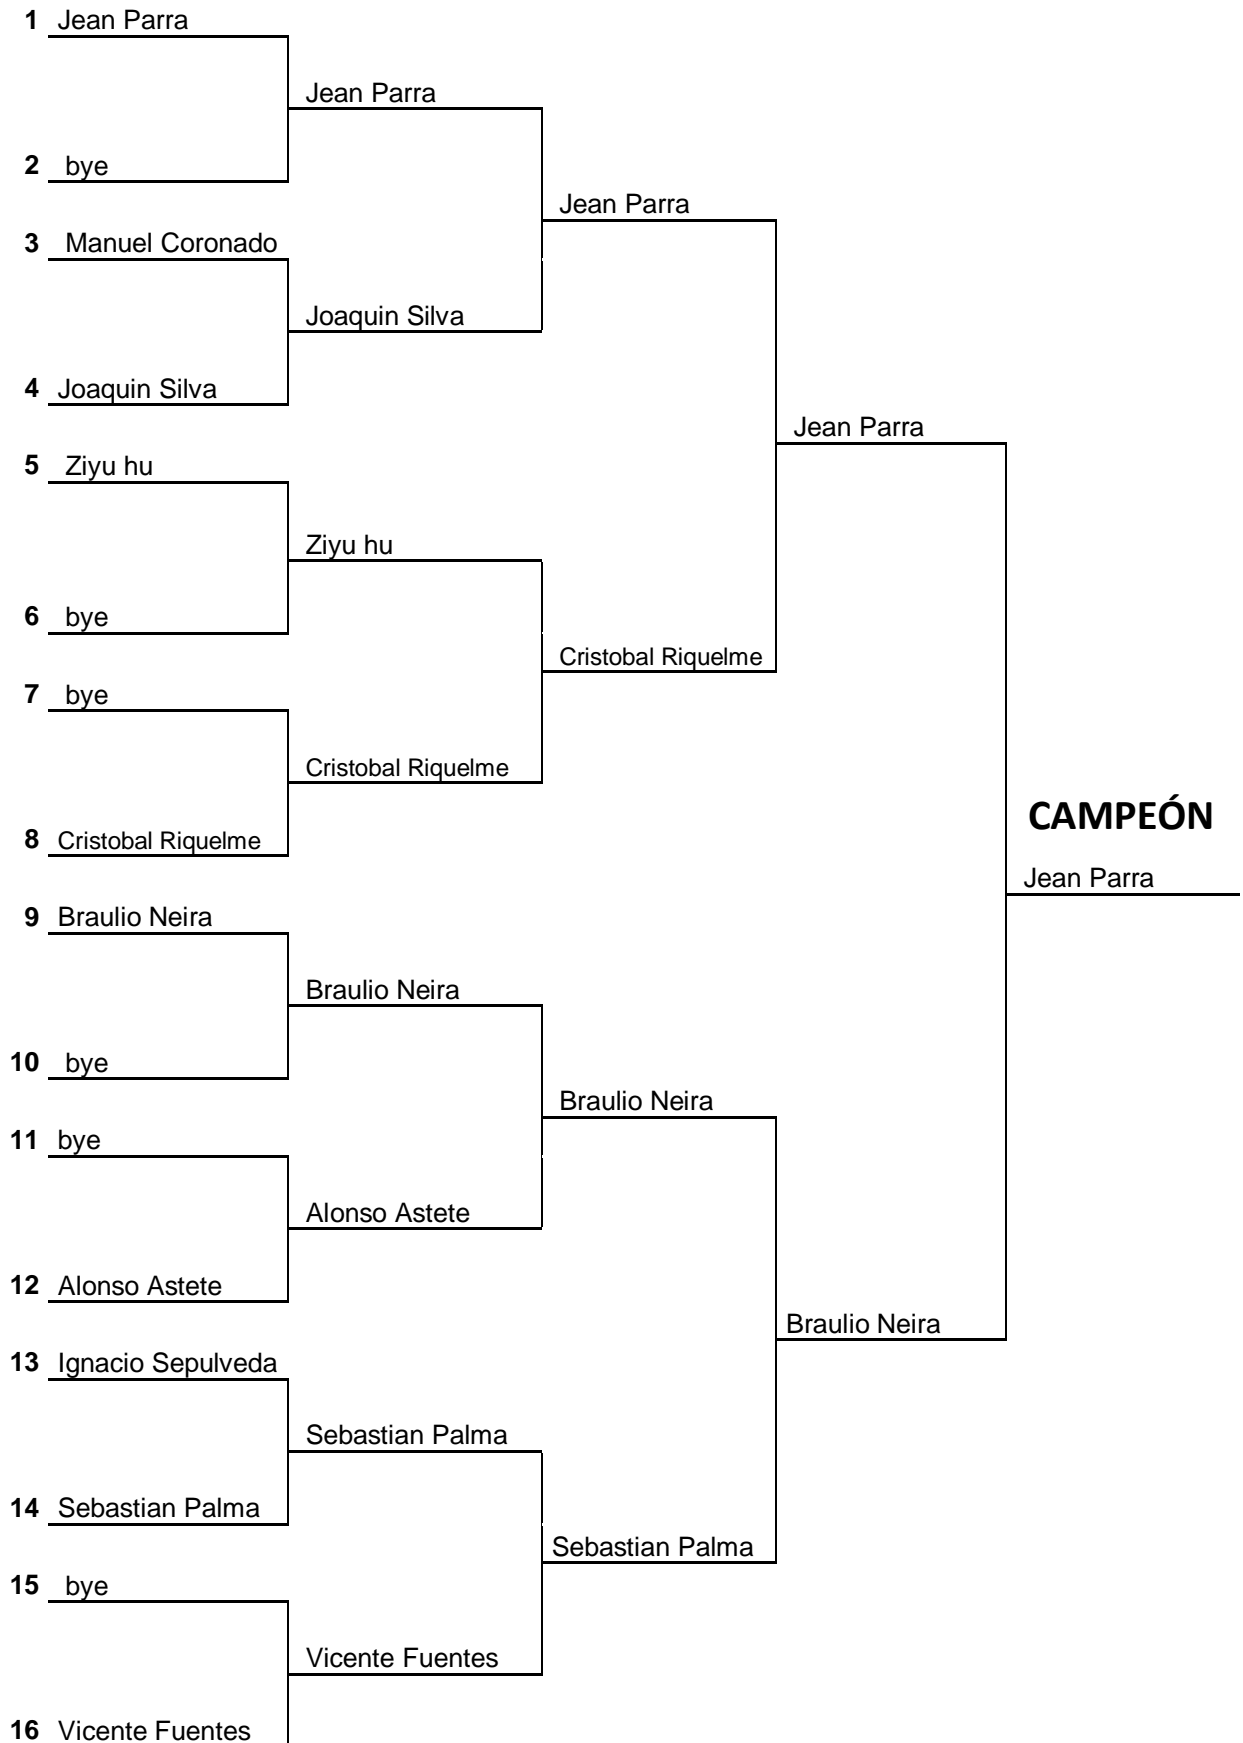 1 Jean Parra
Jean Parra
2 bye
Jean Parra
3 Manuel Coronado
Joaquin Silva
4 Joaquin Silva
Jean Parra
5 Ziyu hu
Ziyu hu
6 bye
Cristobal Riquelme
7 bye
Cristobal Riquelme
CAMPEÓN
8 Cristobal Riquelme
Jean Parra
9 Braulio Neira
Braulio Neira
10 bye
Braulio Neira
11 bye
Alonso Astete
12 Alonso Astete
Braulio Neira
13 Ignacio Sepulveda
Sebastian Palma
14 Sebastian Palma
Sebastian Palma
15 bye
Vicente Fuentes
16 Vicente Fuentes